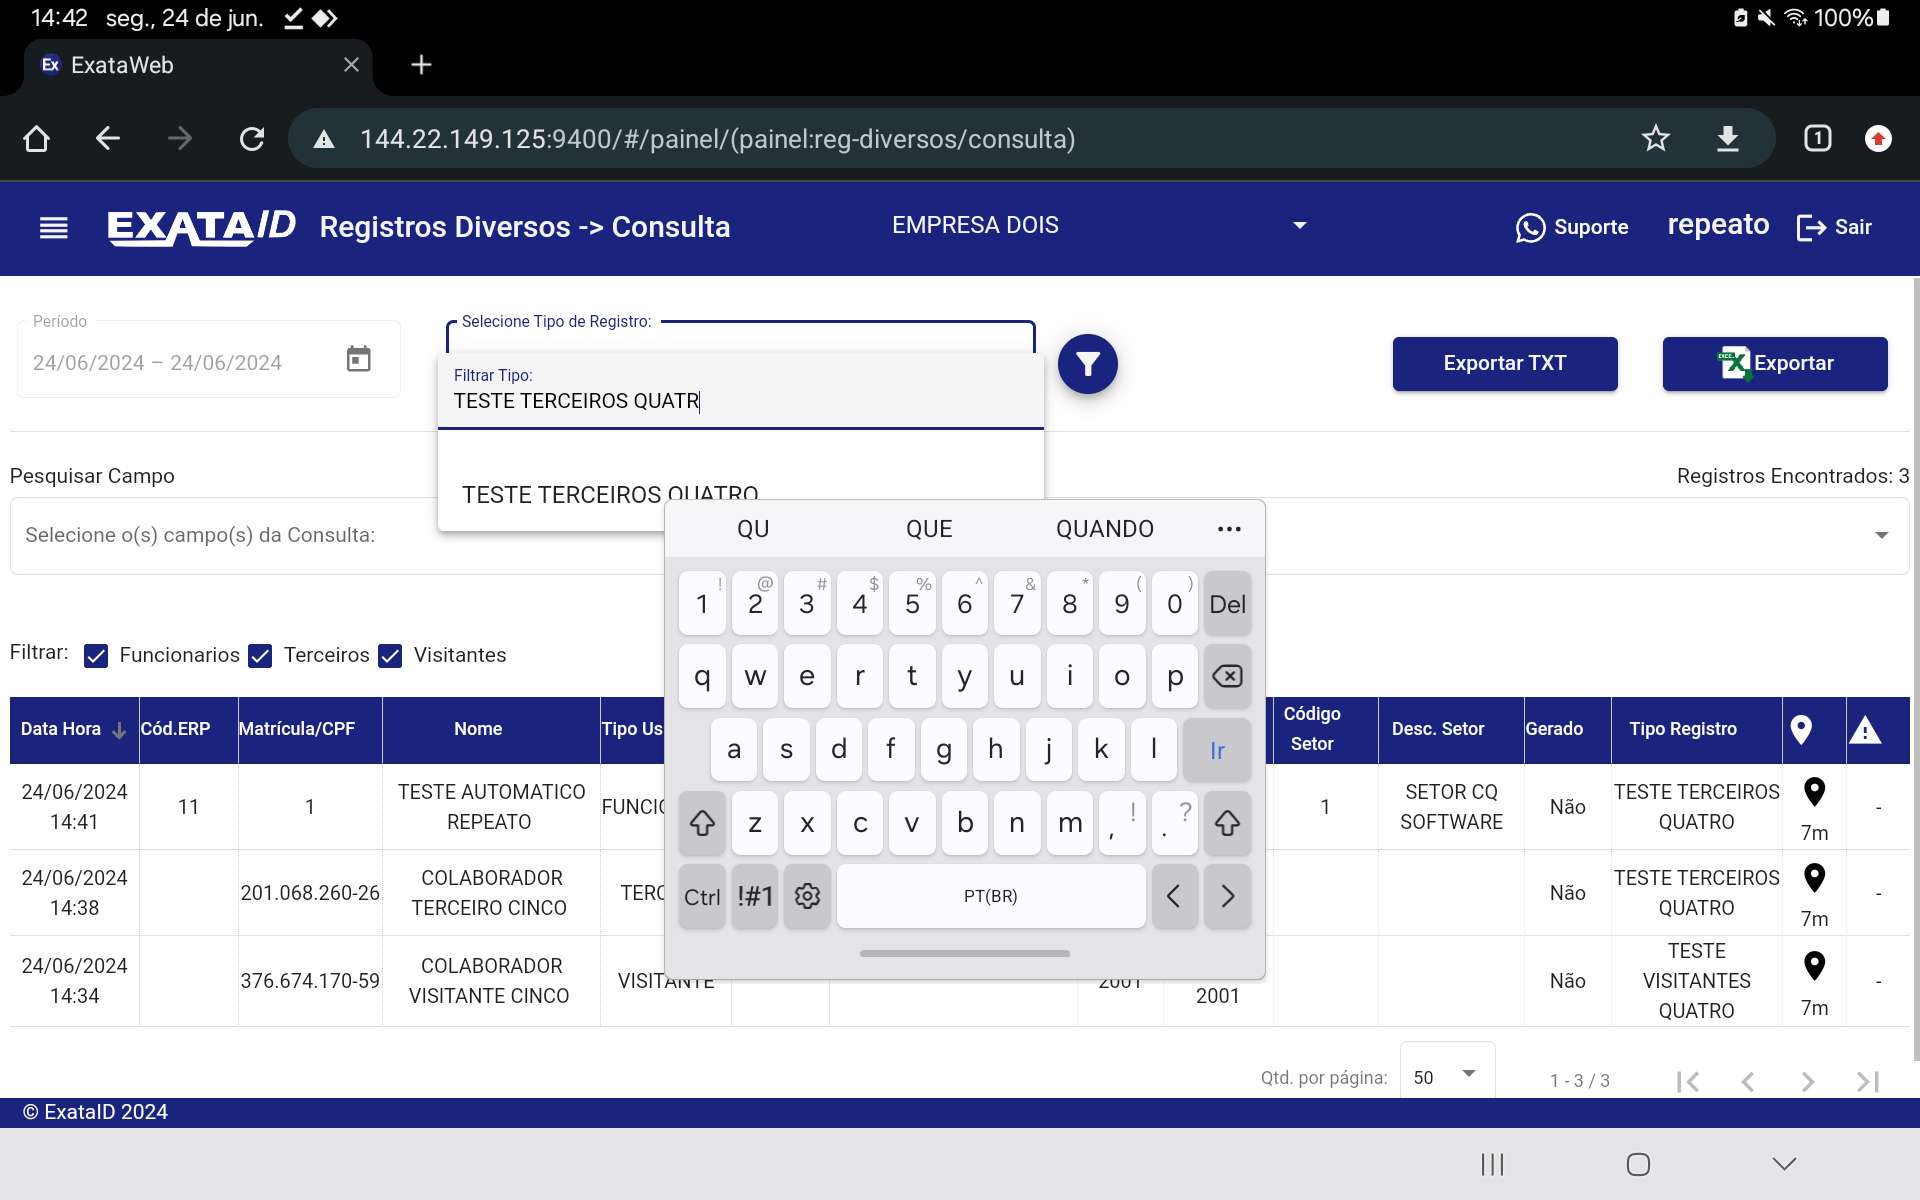 14:42 seg., 24 de jun. 100%
Ex ExataWeb
144.22.149.125:9400/#/painel/(painel:reg-diversos/consulta) 1
EXATAID Registros Diversos -> Consulta EMPRESA DOIS Suporte repeato Sair
Período
24/06/2024 – 24/06/2024
Selecione Tipo de Registro:
Filtrar Tipo:
TESTE TERCEIROS QUATR
TESTE TERCEIROS QUATRO
Exportar TXT
Exportar
Pesquisar Campo
Registros Encontrados: 3
Selecione o(s) campo(s) da Consulta:
QU QUE QUANDO
! @ # $ % ^ & * ( )
1 2 3 4 5 6 7 8 9 0 Del
q w e r t y u i o p
a s d f g h j k l Ir
! ?
z x c v b n m , .
Ctrl !#1 PT(BR) < >
Filtrar: Funcionarios Terceiros Visitantes
Data Hora Cód.ERP Matrícula/CPF Nome Tipo Us Código Setor Desc. Setor Gerado Tipo Registro
24/06/2024 14:41 11 1 TESTE AUTOMATICO REPEATO FUNCIO 1 SETOR CQ SOFTWARE Não TESTE TERCEIROS QUATRO 7m -
24/06/2024 14:38 201.068.260-26 COLABORADOR TERCEIRO CINCO TERC Não TESTE TERCEIROS QUATRO 7m -
24/06/2024 14:34 376.674.170-59 COLABORADOR VISITANTE CINCO VISITANTE 2001 2001 Não TESTE VISITANTES QUATRO 7m -
Qtd. por página: 50 1 - 3 / 3
© ExataID 2024